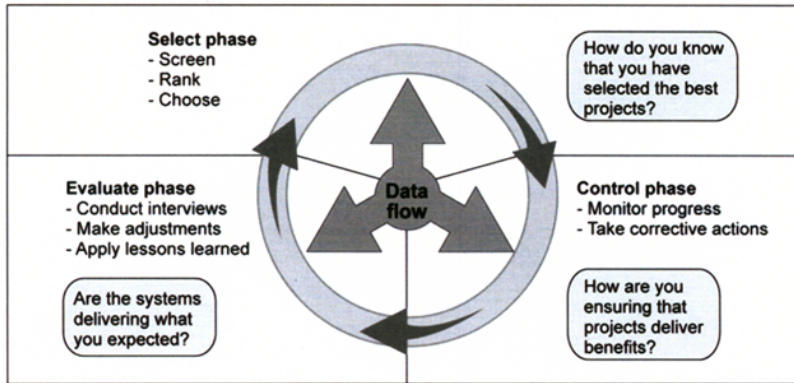 Select phase
- Screen
- Rank
- Choose
How do you know
that you have
selected the best
projects?
Data
flow
Evaluate phase
- Conduct interviews
- Make adjustments
- Apply lessons learned
Are the systems
delivering what
you expected?
Control phase
- Monitor progress
- Take corrective actions
How are you
ensuring that
projects deliver
benefits?